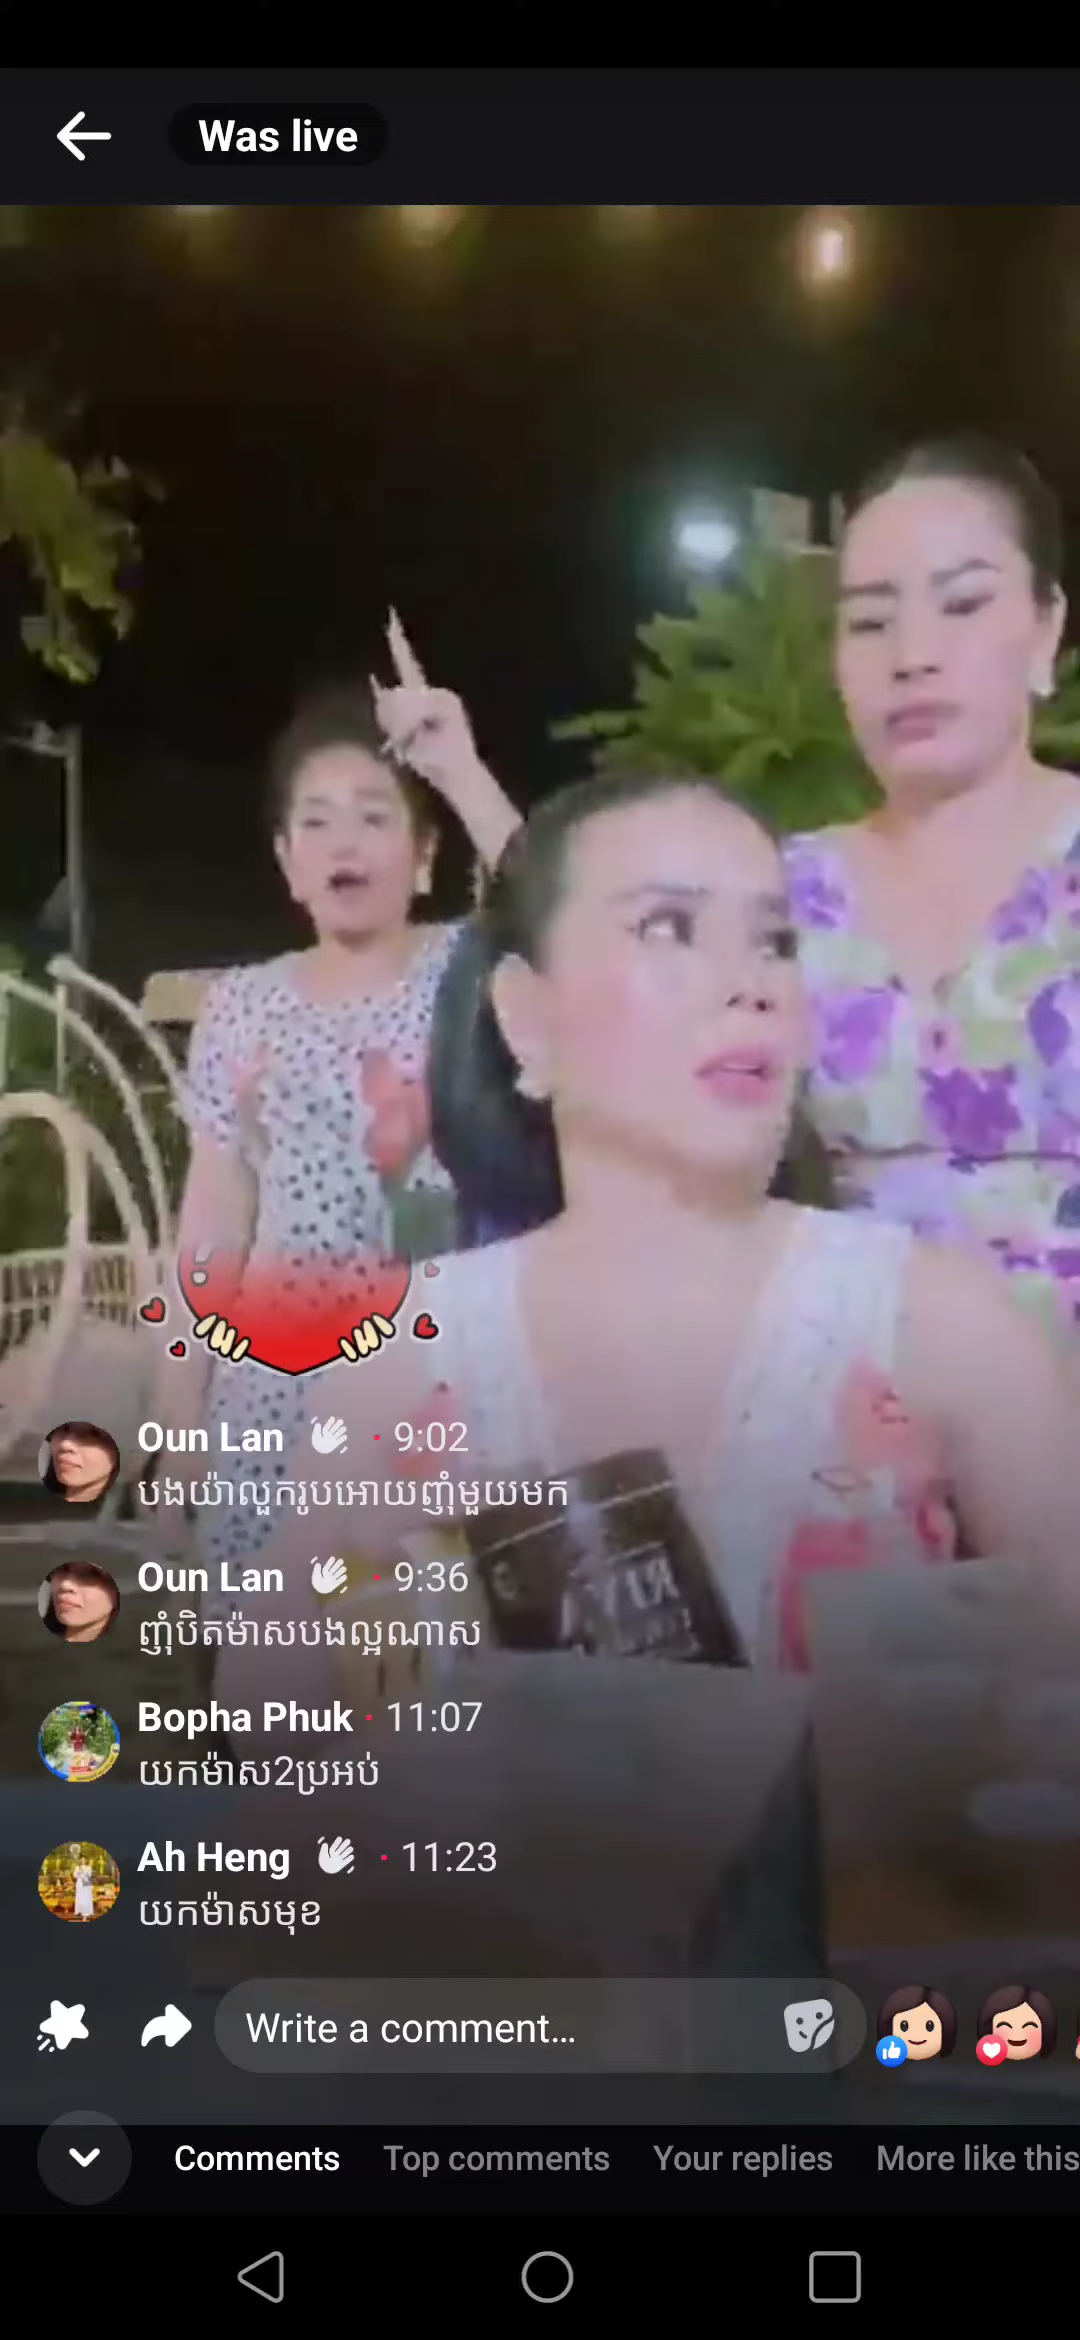 Was live
Oun Lan · 9:02
បងយ៉ាលួករូបអោយញុំមួយមក
Oun Lan · 9:36
ញុំបិតម៉ាសបងល្អណាស
Bopha Phuk · 11:07
យកម៉ាស2ប្រអប់
Ah Heng · 11:23
យកម៉ាសមុខ
Write a comment...
Comments Top comments Your replies More like this